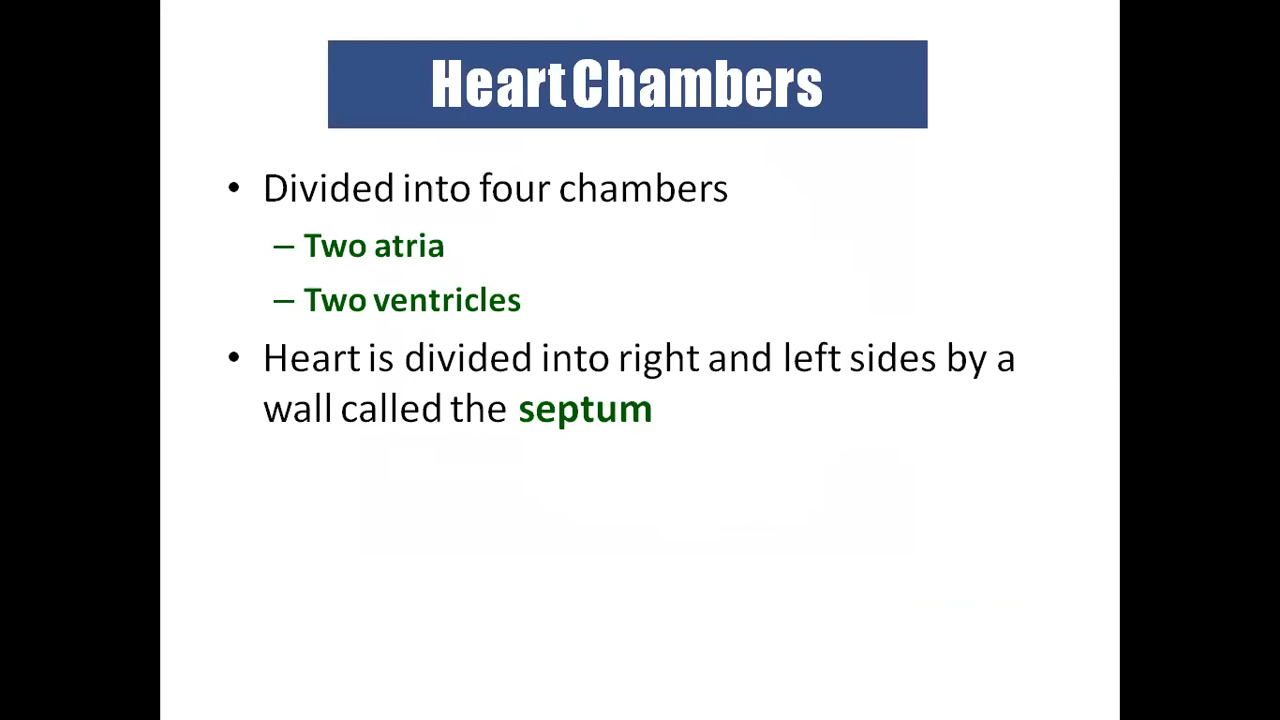 Heart Chambers
• Divided into four chambers
– Two atria
– Two ventricles
• Heart is divided into right and left sides by a
wall called the septum